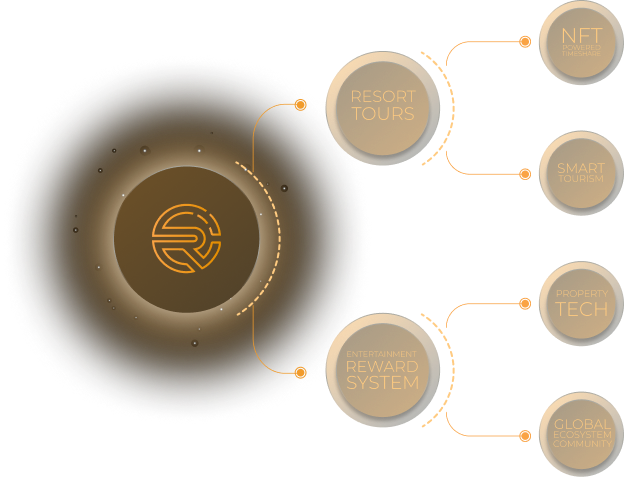 RESORT
TOURS
NFT
POWERED
TIMESHARE
SMART
TOURISM
ENTERTAINMENT
REWARD
SYSTEM
PROPERTY
TECH
GLOBAL
ECOSYSTEM
COMMUNITY